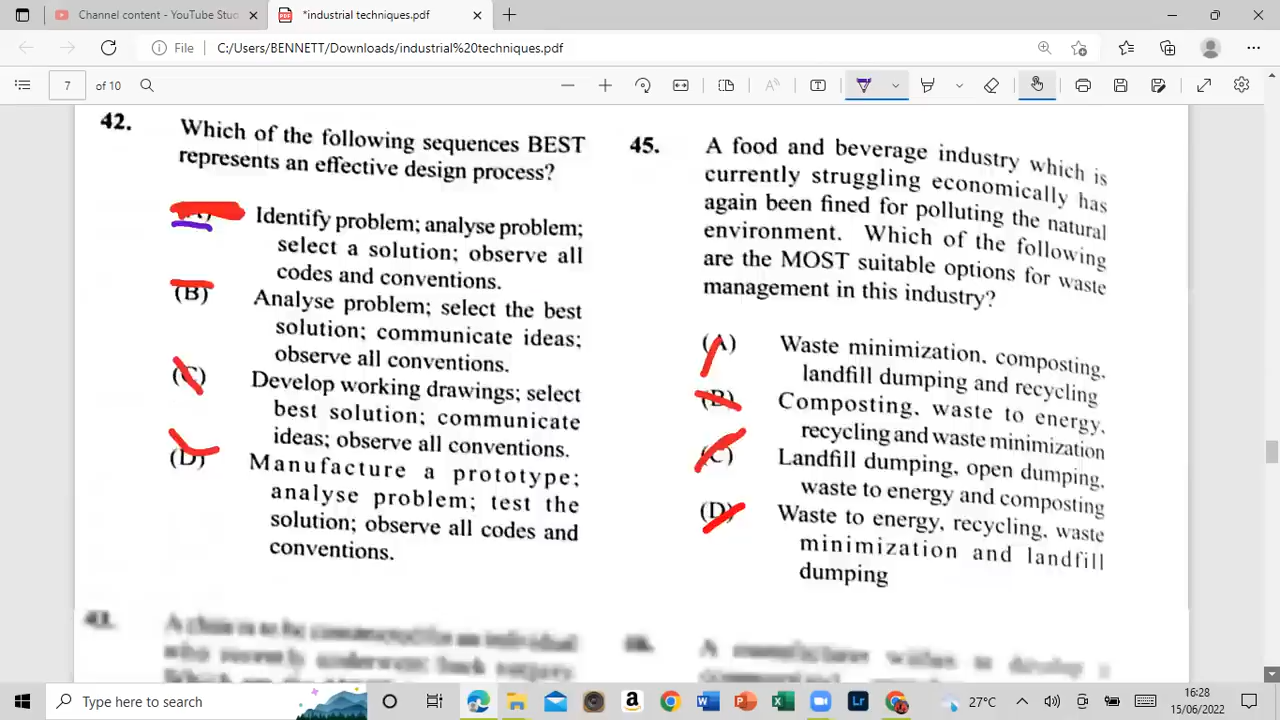 Channel content - YouTube Stud
*industrial techniques.pdf
File
C:/Users/BENNETT/Downloads/industrial%20techniques.pdf
7
of 10
42.
Which of the following sequences BEST
represents an effective design process?
Identify problem; analyse problem;
select a solution; observe all
codes and conventions.
(B)
Analyse problem; select the best
solution; communicate ideas;
observe all conventions.
(C)
Develop working drawings; select
best solution; communicate
ideas; observe all conventions.
(D)
Manufacture a prototype;
analyse problem; test the
solution; observe all codes and
conventions.
43.
45.
A food and beverage industry which is
currently struggling economically has
again been fined for polluting the natural
environment. Which of the following
are the MOST suitable options for waste
management in this industry?
(A)
Waste minimization, composting,
landfill dumping and recycling
(B)
Composting, waste to energy,
recycling and waste minimization
(C)
Landfill dumping, open dumping,
waste to energy and composting
(D)
Waste to energy, recycling, waste
minimization and landfill
dumping
Type here to search
27°C
16:28
15/06/2022